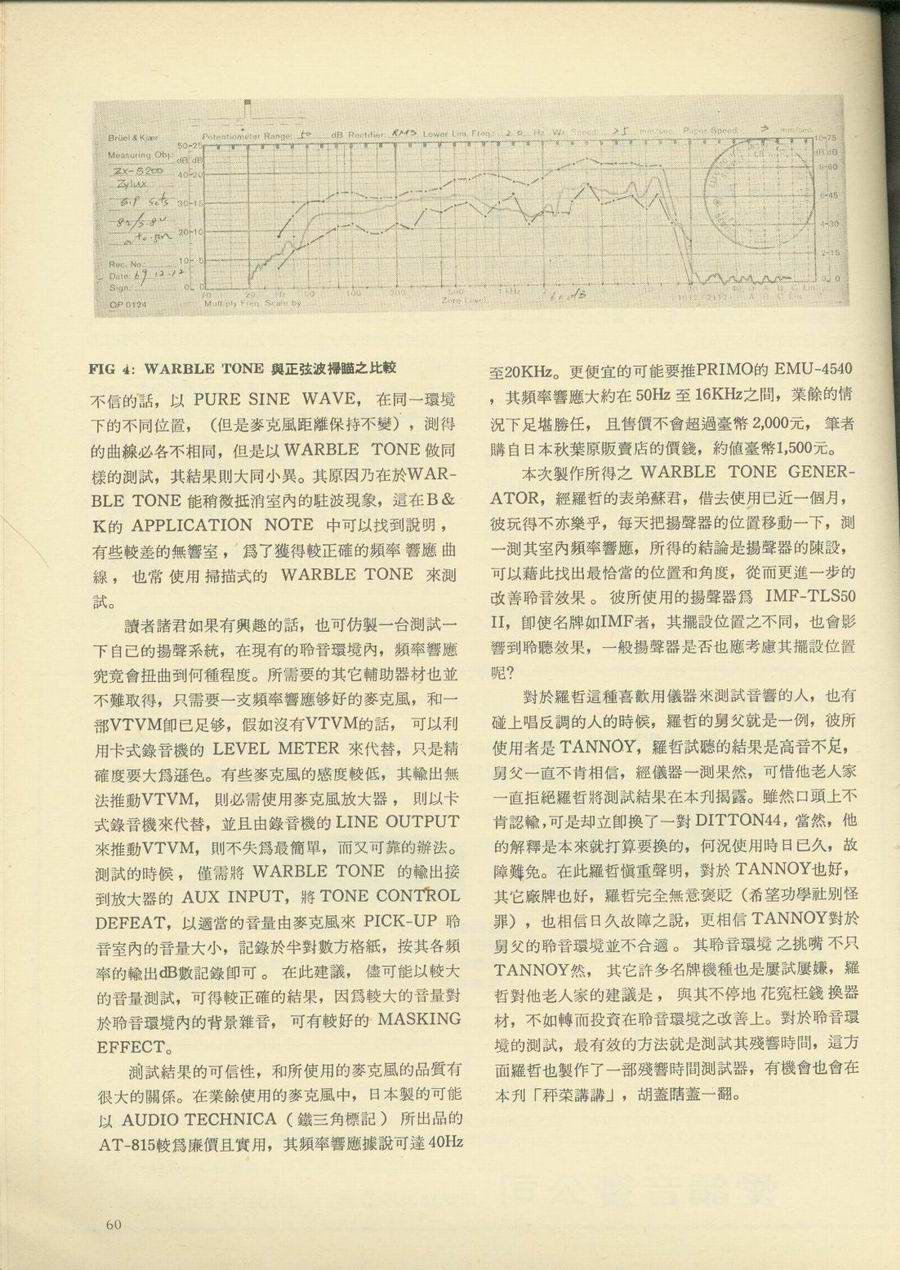 Brüel & Kjær
Potentiometer Range: 50 dB Rectifier: RMS Lower Lim. Freq.: 20 Hz Wr. Speed: mm/sec. Paper Speed: 3 mm/sec.
Measuring Obj.:
ZX-5200
Zylux
Rec. No.:
Date: 69.12.12
Sign.:
QP 0124
Multiply Freq. Scale by
Zero Level:
FIG 4: WARBLE TONE 與正弦波掃瞄之比較
不信的話，以 PURE SINE WAVE， 在同一環境
下的不同位置，（但是麥克風距離保持不變），測得
的曲線必各不相同，但是以 WARBLE TONE 做同
樣的測試，其結果則大同小異。其原因乃在於WAR-
BLE TONE 能稍微抵消室內的駐波現象，這在B &
K的 APPLICATION NOTE 中可以找到說明，
有些較差的無響室，爲了獲得較正確的頻率 響應 曲
線，也常 使用 掃描式的 WARBLE TONE 來測
試。
讀者諸君如果有興趣的話，也可仿製一台測試一
下自己的揚聲系統，在現有的聆音環境內，頻率響應
究竟會扭曲到何種程度。所需要的其它輔助器材也並
不難取得，只需要一支頻率響應够好的麥克風，和一
部VTVM卽已足够，假如沒有VTVM的話， 可以利
用卡式錄音機的 LEVEL METER 來代替，只是精
確度要大爲遜色。有些麥克風的感度較低，其輸出無
法推動VTVM， 則必需使用麥克風放大器， 則以卡
式錄音機來代替，並且由錄音機的 LINE OUTPUT
來推動VTVM，則不失爲最簡單，而又可靠的辦法。
測試的時候，僅需將 WARBLE TONE 的輸出接
到放大器的 AUX INPUT，將 TONE CONTROL
DEFEAT，以適當的音量由麥克風來 PICK-UP 聆
音室內的音量大小，記錄於半對數方格紙，按其各頻
率的輸出dB數記錄卽可。 在此建議， 儘可能以較大
的音量測試，可得較正確的結果，因爲較大的音量對
於聆音環境內的背景雜音， 可有較好的 MASKING
EFFECT。
測試結果的可信性，和所使用的麥克風的品質有
很大的關係。在業餘使用的麥克風中，日本製的可能
以 AUDIO TECHNICA（鐵三角標記） 所出品的
AT-815較爲廉價且實用，其頻率響應據說可達 40Hz
至20KHz。更便宜的可能要推PRIMO的 EMU-4540
，其頻率響應大約在 50Hz 至 16KHz之間，業餘的情
況下足堪勝任， 且售價不會超過臺幣 2,000元， 筆者
購自日本秋葉原販賣店的價錢，約値臺幣1,500元。
本次製作所得之 WARBLE TONE GENER-
ATOR，經羅哲的表弟蘇君，借去使用已近一個月，
彼玩得不亦樂乎，每天把揚聲器的位置移動一下，測
一測其室內頻率響應，所得的結論是揚聲器的陳設，
可以藉此找出最恰當的位置和角度，從而更進一步的
改善聆音效果。 彼所使用的揚聲器爲 IMF-TLS50
II，卽使名牌如IMF者，其擺設位置之不同，也會影
響到聆聽效果，一般揚聲器是否也應考慮其擺設位置
呢?
對於羅哲這種喜歡用儀器來測試音響的人，也有
碰上唱反調的人的時候，羅哲的舅父就是一例，彼所
使用者是 TANNOY，羅哲試聽的結果是高音不足，
舅父一直不肯相信，經儀器一測果然，可惜他老人家
一直拒絕羅哲將測試結果在本刋揭露。雖然口頭上不
肯認輸，可是却立卽換了一對 DITTON44，當然，他
的解釋是本來就打算要換的，何況使用時日已久，故
障難免。在此羅哲愼重聲明，對於 TANNOY也好，
其它廠牌也好，羅哲完全無意褒貶（希望功學社別怪
罪），也相信日久故障之說，更相信 TANNOY對於
舅父的聆音環境並不合適。 其聆音環境 之挑嘴 不只
TANNOY然， 其它許多名牌機種也是屢試屢嫌，羅
哲對他老人家的建議是， 與其不停地 花寃枉錢 換器
材，不如轉而投資在聆音環境之改善上。對於聆音環
境的測試，最有效的方法就是測試其殘響時間，這方
面羅哲也製作了一部殘響時間測試器，有機會也會在
本刋「秤菜講講」，胡蓋瞎蓋一翻。
60